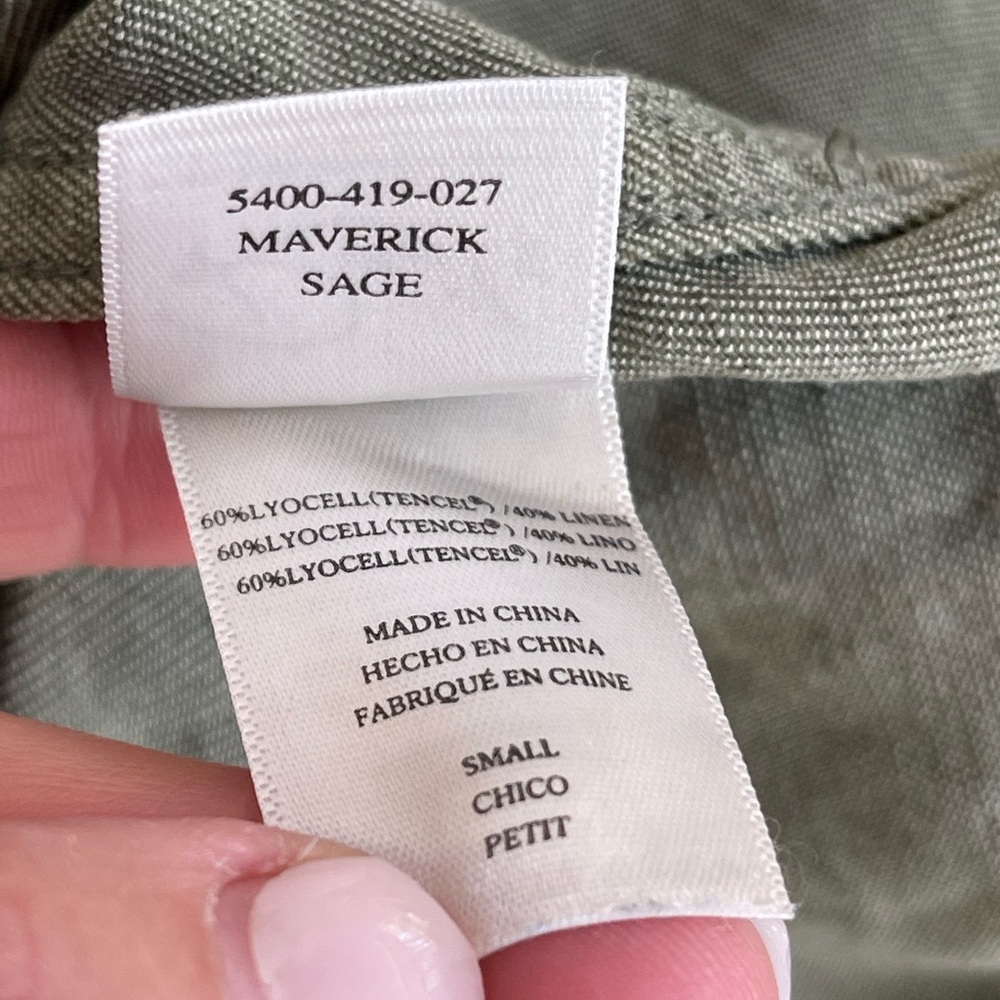 5400-419-027
MAVERICK
SAGE
60%LYOCELL(TENCEL®) /40% LINEN
60%LYOCELL(TENCEL®) /40% LINO
60%LYOCELL(TENCEL®) /40% LIN
MADE IN CHINA
HECHO EN CHINA
FABRIQUÉ EN CHINE
SMALL
CHICO
PETIT